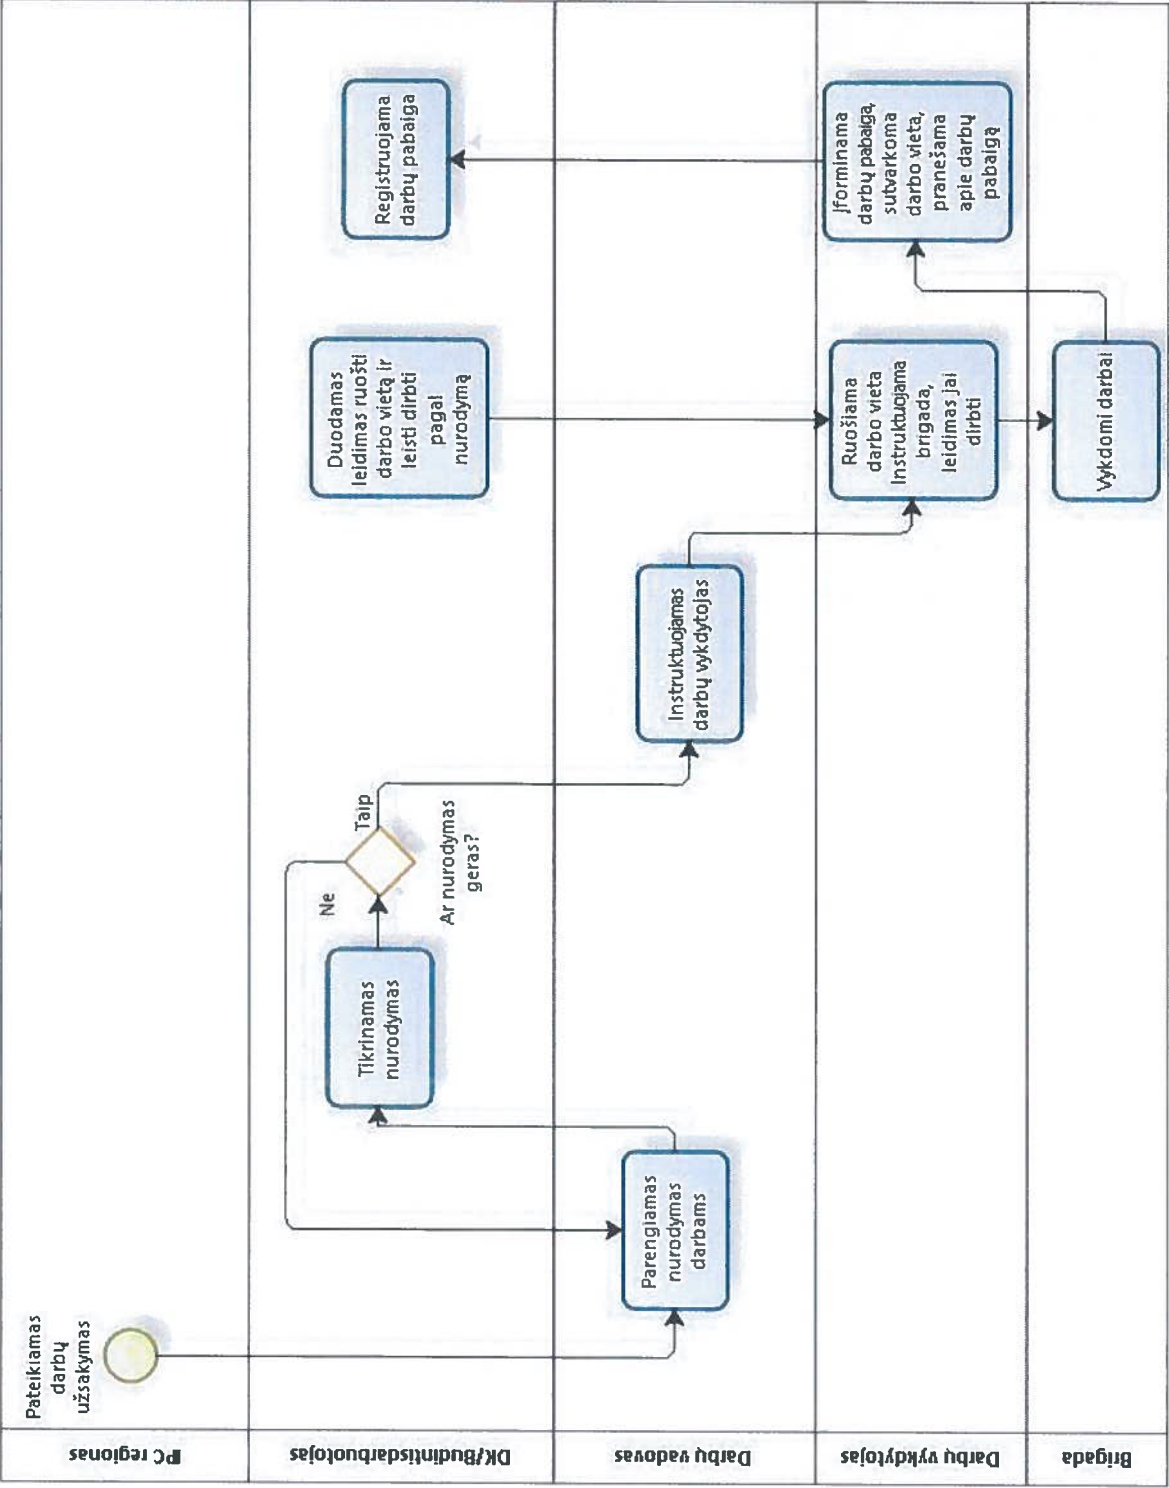 IPC regionas
Pateikiamas
darbų
užsakymas
DK/Budintisdarbuotojas
Tikrinamas
nurodymas
Ne
Taip
Ar nurodymas
geras?
Duodamas
leidimas ruošti
darbo vietą ir
leisti dirbti
pagal
nurodymą
Registruojama
darbų pabaiga
Darbų vadovas
Parengiamas
nurodymas
darbams
Instruktuojamas
darbų vykdytojas
Darbų vykdytojas
Ruošiama
darbo vieta
Instruktuojama
brigada,
leidimas jai
dirbti
Įforminama
darbų pabaiga,
sutvarkoma
darbo vieta,
pranešama
apie darbų
pabaigą
Brigada
Vykdomi darbai